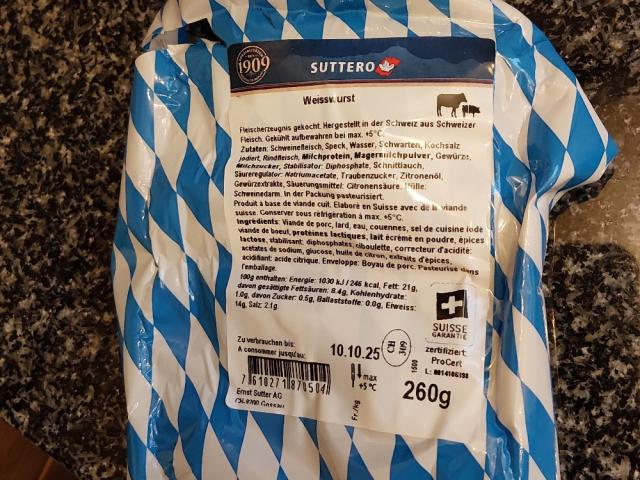 1909
SUTTERO
Weisswurst
Fleischerzeugnis gekocht. Hergestellt in der Schweiz aus Schweizer
Fleisch. Gekühlt aufbewahren bei max. +5°C.
Zutaten: Schweinefleisch, Speck, Wasser, Schwarten, Kochsalz
jodiert, Rindfleisch, Milchprotein, Magermilchpulver, Gewürze,
Milchzucker, Stabilisator: Diphosphate, Schnittlauch,
Säureregulator: Natriumacetate, Traubenzucker, Zitronenöl,
Gewürzextrakte, Säuerungsmittel: Citronensäure. Hülle:
Schweinedarm. In der Packung pasteurisiert.
Produit à base de viande cuit. Elaboré en Suisse avec de la viande
suisse. Conserver sous réfrigération à max. +5°C.
Ingrédients: Viande de porc, lard, eau, couennes, sel de cuisine iodé
viande de boeuf, protéines lactiques, lait écrémé en poudre, épices
lactose, stabilisant: diphosphates, ciboulette, correcteur d'acidité:
acétates de sodium, glucose, huile de citron, extraits d'épices,
acidifiant: acide citrique. Enveloppe: Boyau de porc. Pasteurisé dans
l'emballage.
100g enthalten: Energie: 1030 kJ / 246 kcal, Fett: 21g,
davon gesättigte Fettsäuren: 8.4g, Kohlenhydrate:
1.0g, davon Zucker: 0.5g, Ballaststoffe: 0.0g, Eiweiss:
14g, Salz: 2.1g.
SUISSE
GARANTIE
Zu verbrauchen bis:
A consommer jusqu'au:
10.10.25
CH 309
zertifiziert
ProCert
L: 0014106198
7 610271 870504
max
+5°C
1500
260g
Fr./kg
Ernst Sutter AG
CH-9200 Gossau